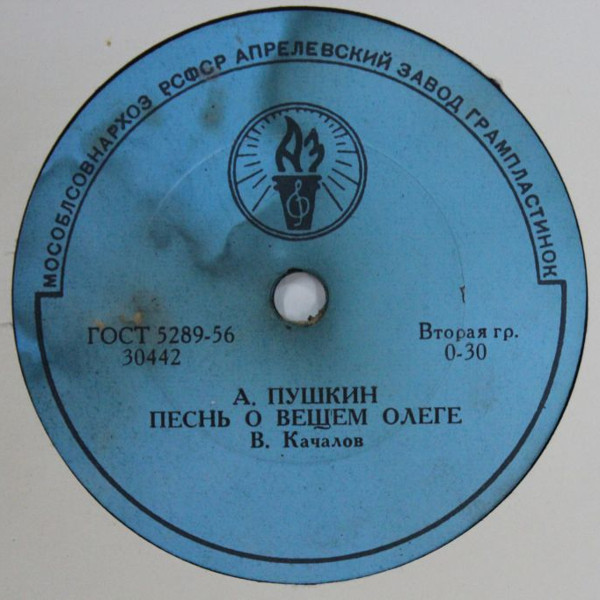 МОСОБЛСОВНАРХОЗ РСФСР АПРЕЛЕВСКИЙ ЗАВОД ГРАМПЛАСТИНОК
АЗ
ГОСТ 5289-56
30442
Вторая гр.
0-30
А. ПУШКИН
ПЕСНЬ О ВЕЩЕМ ОЛЕГЕ
В. Качалов